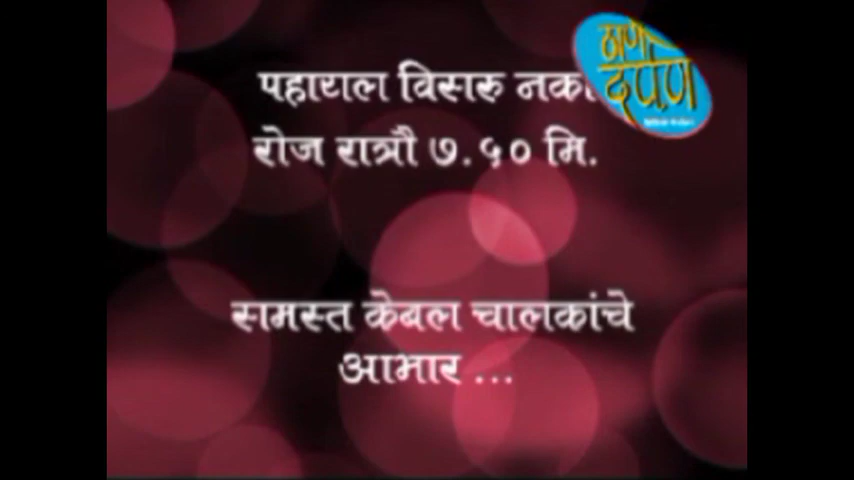 ठाणे
दर्पण
पहायला विसरु नका
रोज रात्रौ ७.५० मि.
समस्त केबल चालकांचे
आभार ...